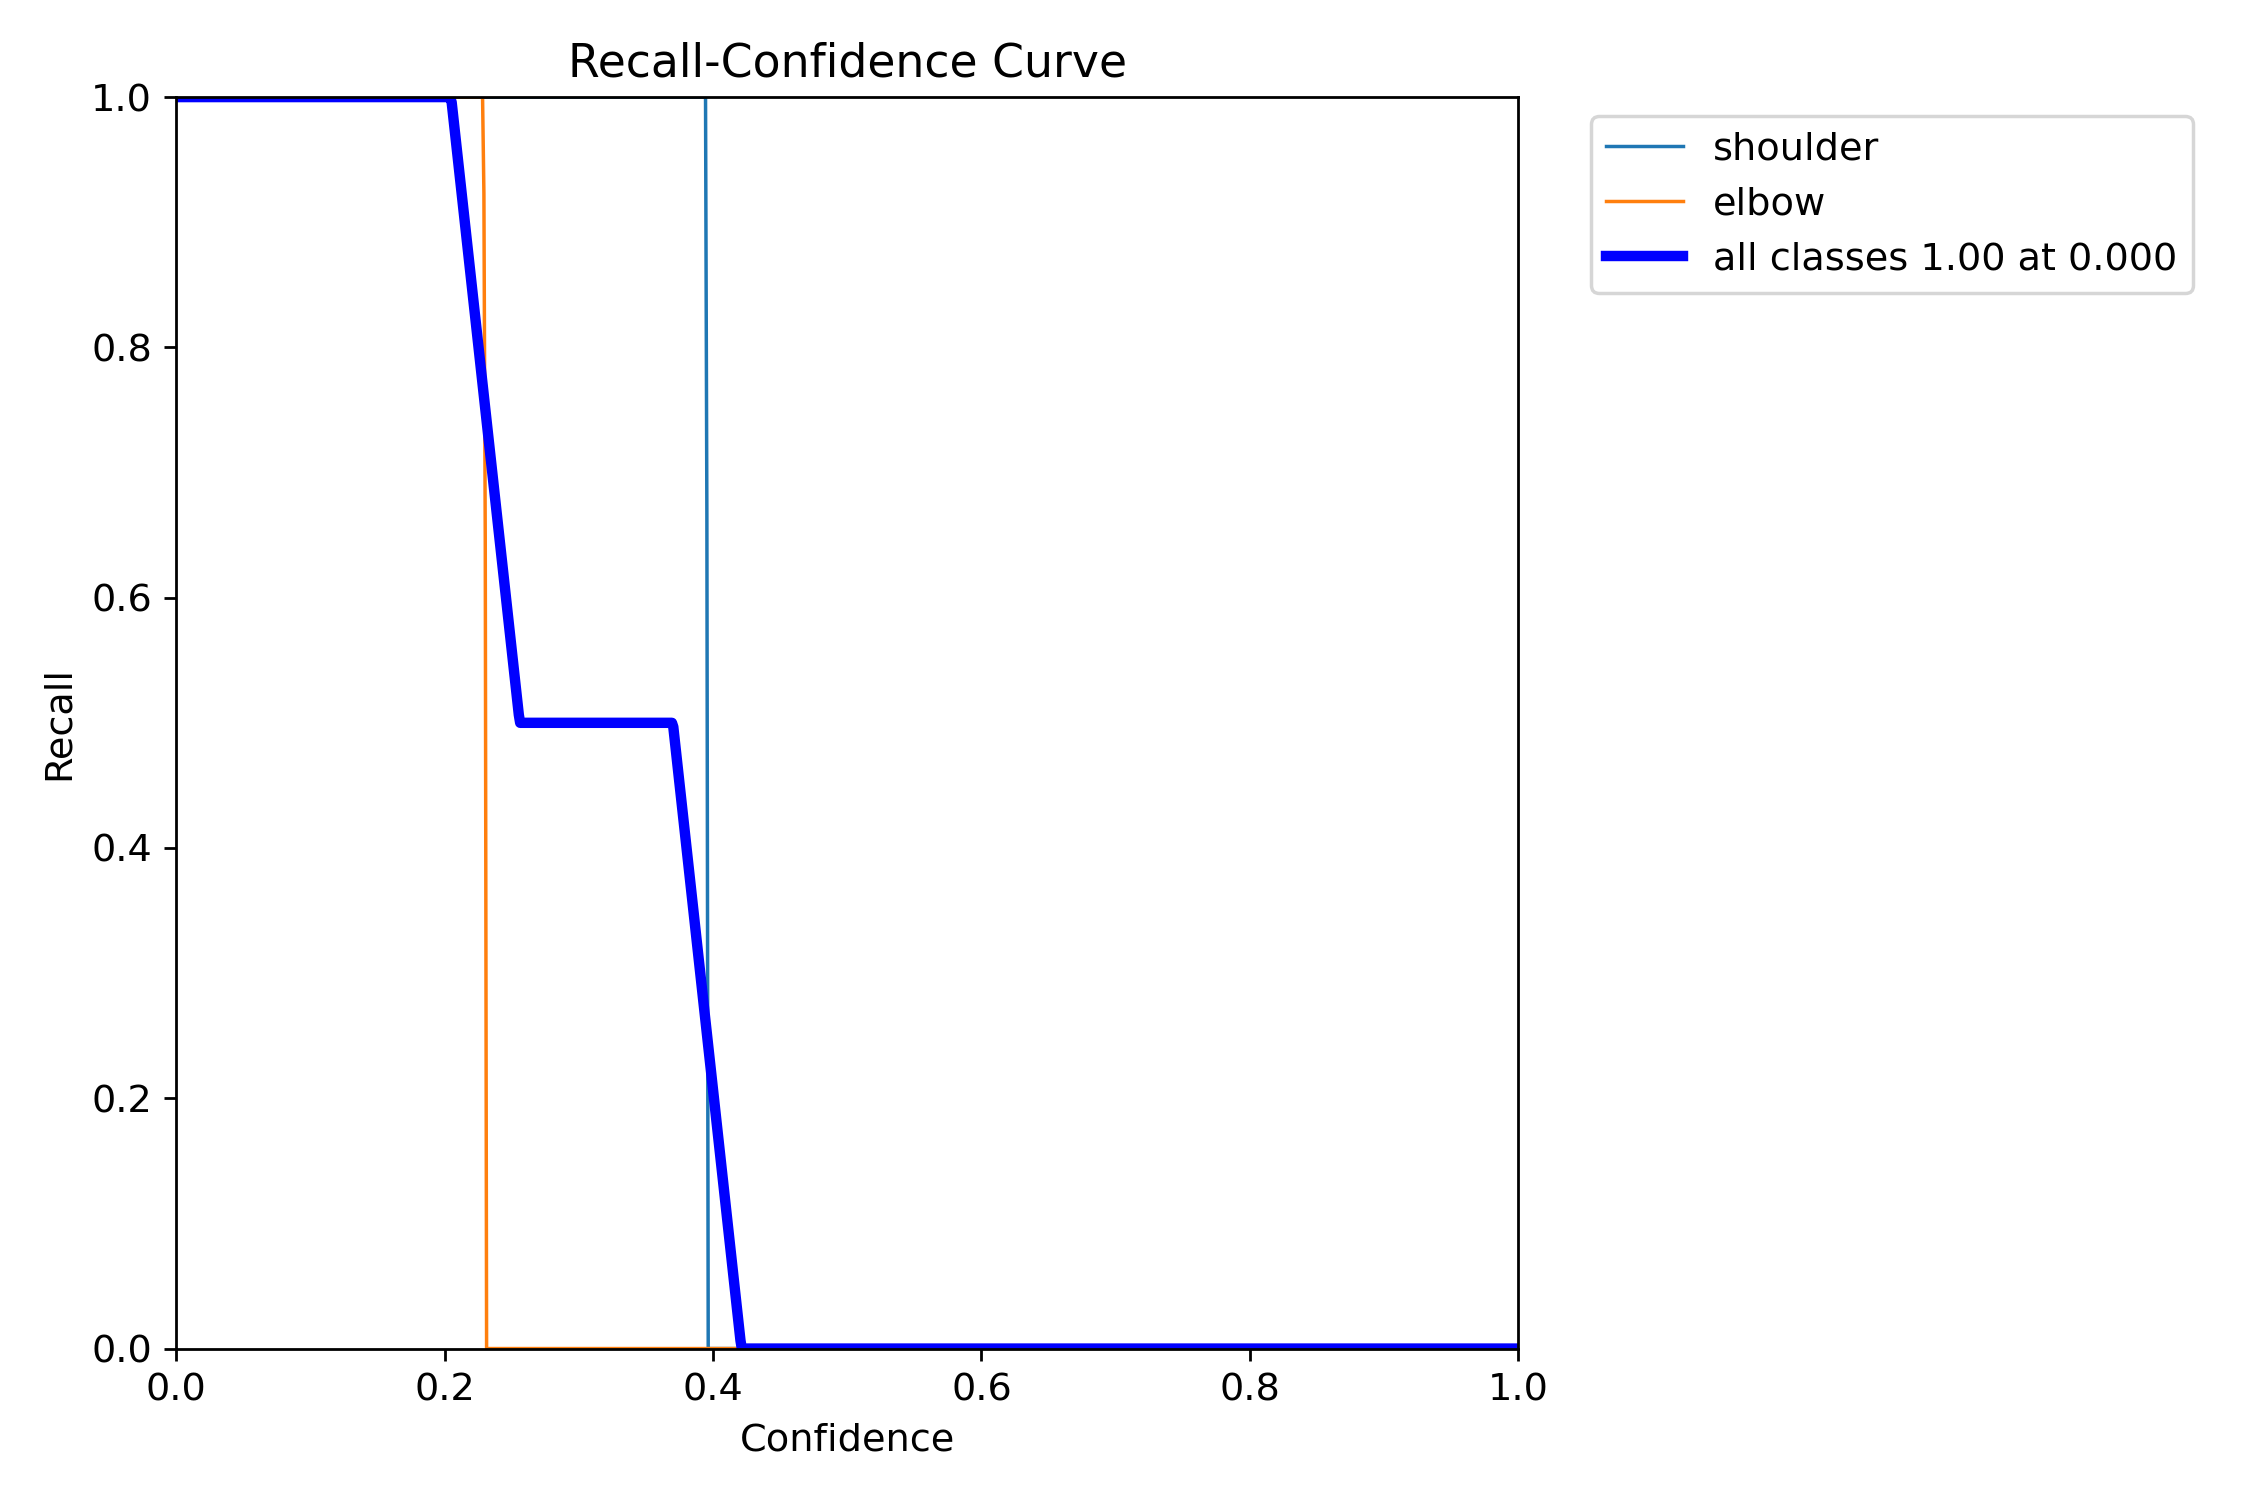 Recall-Confidence Curve
1.0
0.8
0.6
0.4
0.2
0.0
Recall
0.0 0.2 0.4 0.6 0.8 1.0
Confidence
shoulder
elbow
all classes 1.00 at 0.000